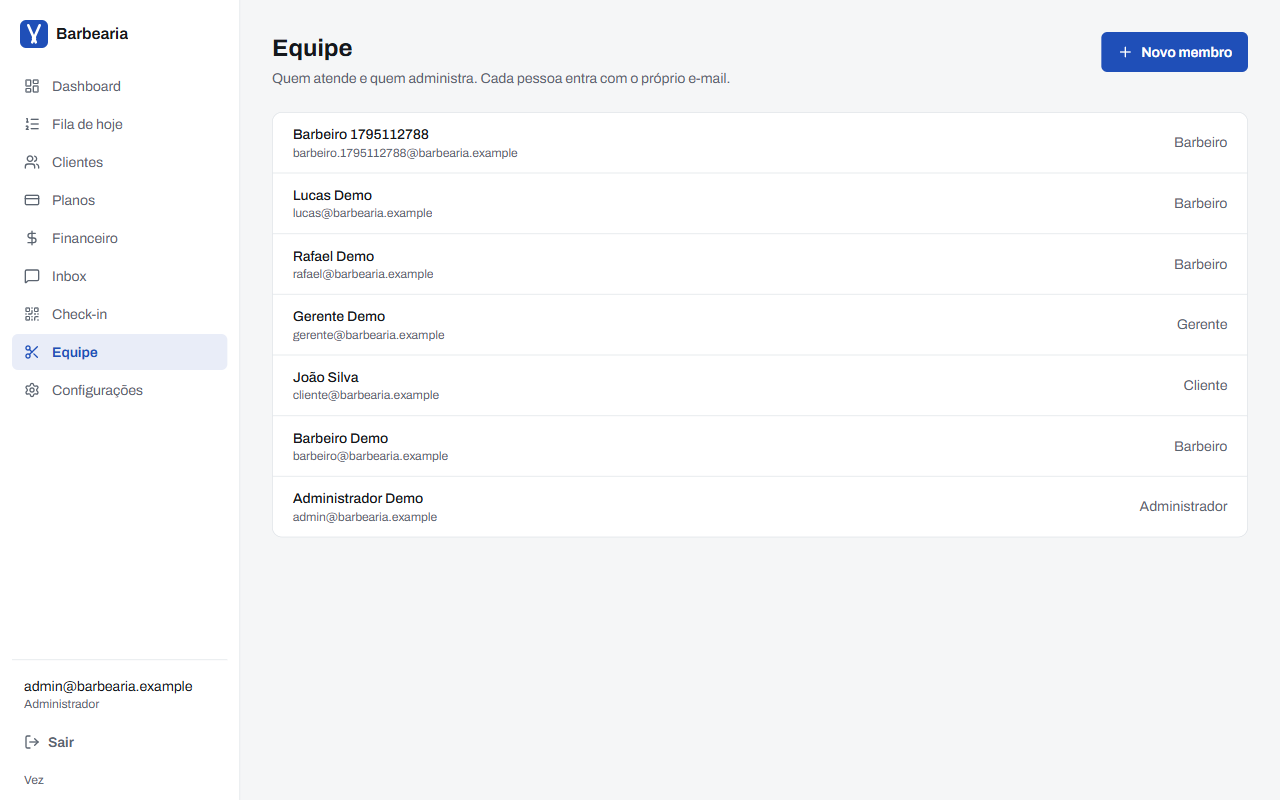 Barbearia
Dashboard
Fila de hoje
Clientes
Planos
Financeiro
Inbox
Check-in
Equipe
Configurações
admin@barbearia.example
Administrador
Sair
Vez
Equipe
Quem atende e quem administra. Cada pessoa entra com o próprio e-mail.
Novo membro
Barbeiro 1795112788
barbeiro.1795112788@barbearia.example
Barbeiro
Lucas Demo
lucas@barbearia.example
Barbeiro
Rafael Demo
rafael@barbearia.example
Barbeiro
Gerente Demo
gerente@barbearia.example
Gerente
João Silva
cliente@barbearia.example
Cliente
Barbeiro Demo
barbeiro@barbearia.example
Barbeiro
Administrador Demo
admin@barbearia.example
Administrador